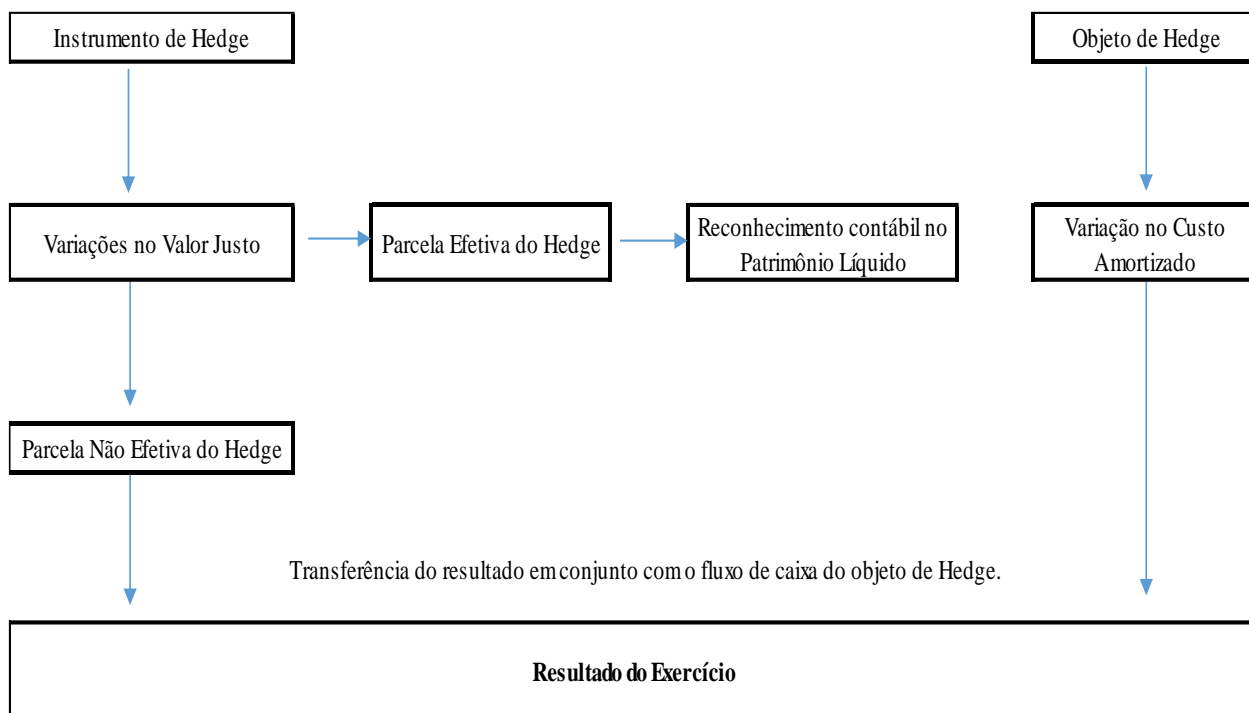 Instrumento de Hedge
Objeto de Hedge
Variações no Valor Justo
Parcela Efetiva do Hedge
Reconhecimento contábil no
Patrimônio Líquido
Variação no Custo
Amortizado
Parcela Não Efetiva do Hedge
Transferência do resultado em conjunto com o fluxo de caixa do objeto de Hedge.
Resultado do Exercício